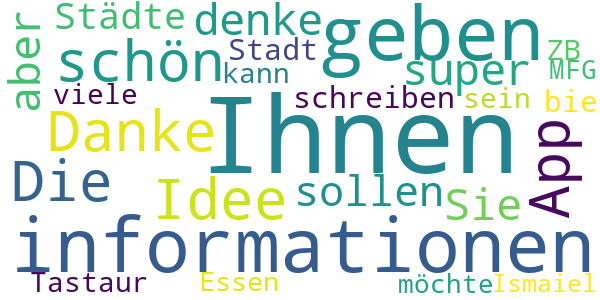 Städte denke geben
aber schön Stadt super ZB
kann MFG
viele schreiben sein bie
Danke Ihnen App
Die Idee sollen Sie
informationen
Tastaur Essen möchte Ismaiel